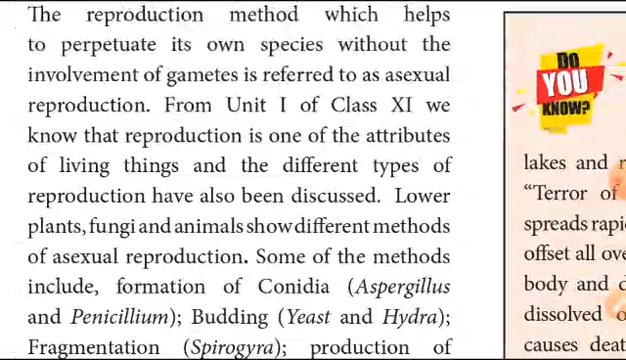 The reproduction method which helps
to perpetuate its own species without the
involvement of gametes is referred to as asexual
reproduction. From Unit I of Class XI we
know that reproduction is one of the attributes
of living things and the different types of
reproduction have also been discussed. Lower
plants, fungi and animals show different methods
of asexual reproduction. Some of the methods
include, formation of Conidia (Aspergillus
and Penicillium); Budding (Yeast and Hydra);
Fragmentation (Spirogyra); production of
DO
YOU
KNOW?
lakes and
“Terror of
spreads
offset all
body and
dissolved
causes